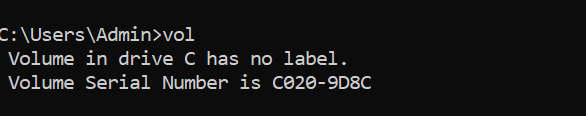 C:\Users\Admin>vol
Volume in drive C has no label.
Volume Serial Number is C020-9D8C